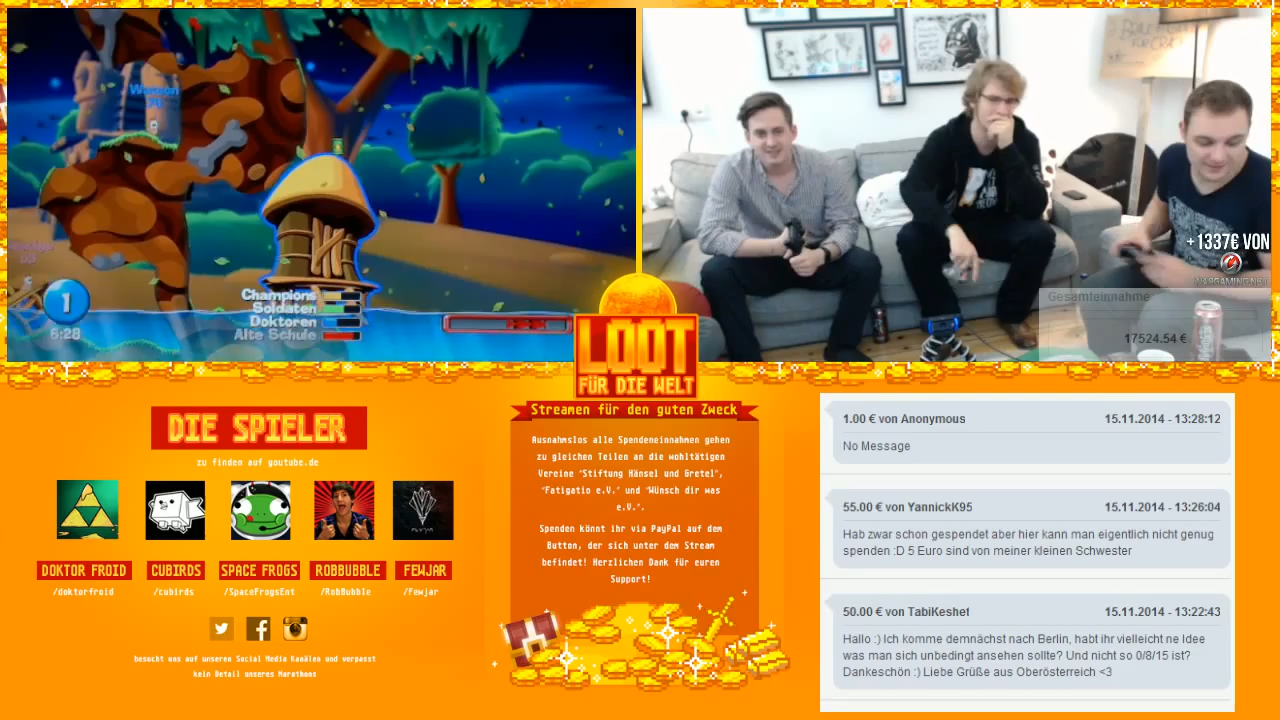 1
6:28
Champions
Soldaten
Doktoren
Alte Schule
+1337€ VON
WARGAMING.NET
Gesamteinnahme
17524.54 €
LOOT
FÜR DIE WELT
Streamen für den guten Zweck
Ausnahmslos alle Spendeneinnahmen gehen
zu gleichen Teilen an die wohltätigen
Vereine "Stiftung Hänsel und Gretel",
"Fatigatio e.V." und "Wünsch dir was
e.V.".
Spenden könnt ihr via PayPal auf dem
Button, der sich unter dem Stream
befindet! Herzlichen Dank für euren
Support!
DIE SPIELER
zu finden auf youtube.de
DOKTOR FROID
CUBIRDS
SPACE FROGS
ROBBUBBLE
FEWJAR
/doktorfroid
/cubirds
/SpaceFrogsEnt
/RobBubble
/Fewjar
besucht uns auf unseren Social Media Kanälen und verpasst
kein Detail unseres Marathons
1.00 € von Anonymous 15.11.2014 - 13:28:12
No Message
55.00 € von YannickK95 15.11.2014 - 13:26:04
Hab zwar schon gespendet aber hier kann man eigentlich nicht genug
spenden :D 5 Euro sind von meiner kleinen Schwester
50.00 € von TabiKeshet 15.11.2014 - 13:22:43
Hallo :) Ich komme demnächst nach Berlin, habt ihr vielleicht ne Idee
was man sich unbedingt ansehen sollte? Und nicht so 0/8/15 ist?
Dankeschön :) Liebe Grüße aus Oberösterreich <3